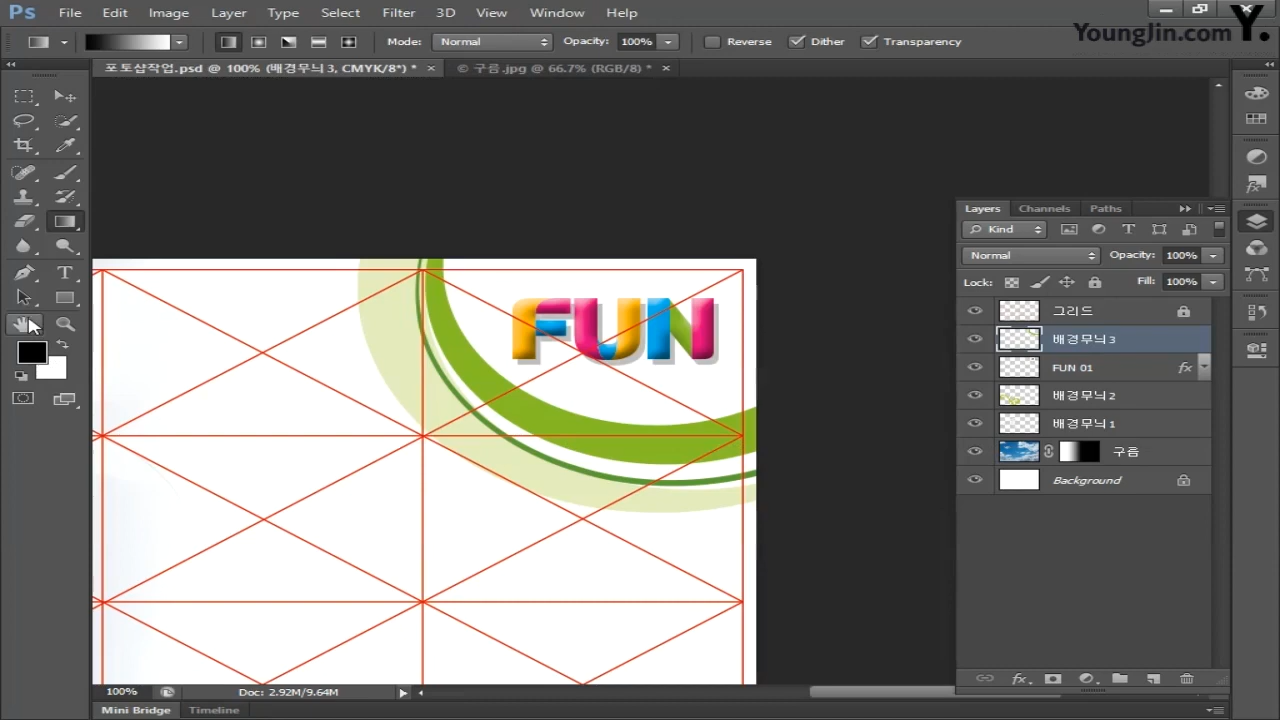 Ps File Edit Image Layer Type Select Filter 3D View Window Help
Mode: Normal Opacity: 100% Reverse Dither Transparency
YoungJin.com Y.
포토샵작업.psd @ 100% (배경무늬 3, CMYK/8*) * × © 구름.jpg @ 66.7% (RGB/8) * ×
FUN
Layers Channels Paths
Kind
Normal Opacity: 100%
Lock: Fill: 100%
그리드
배경무늬 3
FUN 01 fx
배경무늬 2
배경무늬 1
구름
Background
fx
100% Doc: 2.92M/9.64M
Mini Bridge Timeline